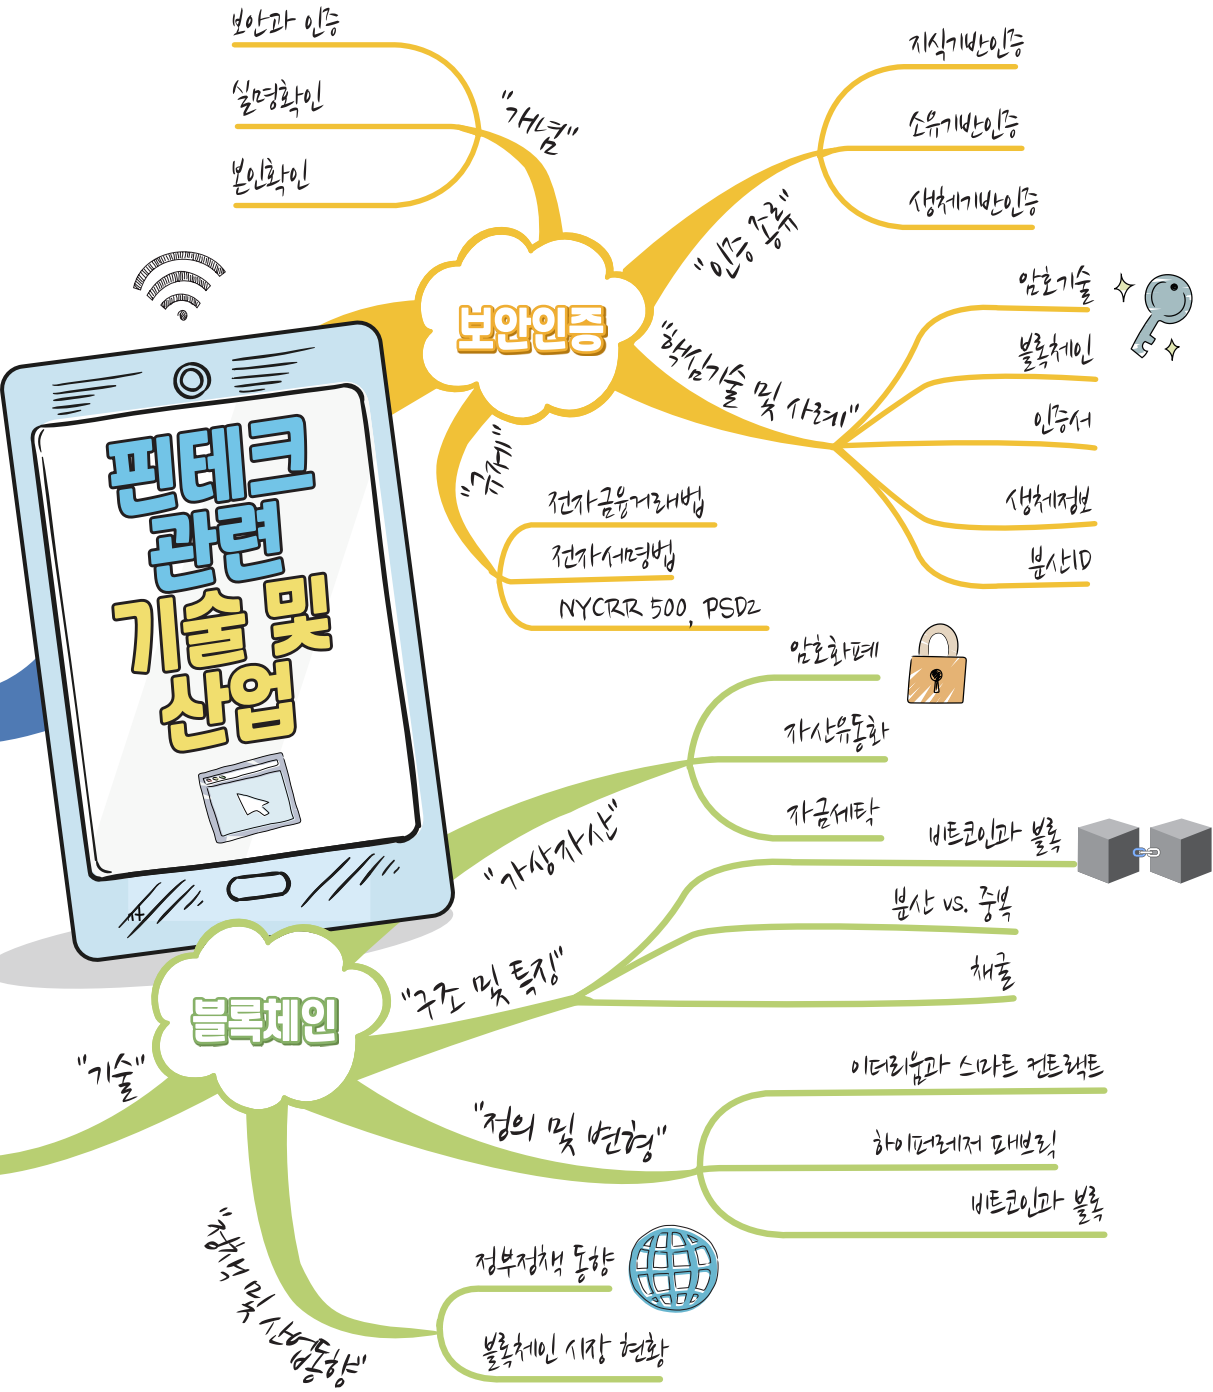 보안과 인증
실명확인
본인확인
"개념"
지식기반인증
소유기반인증
생체기반인증
"인증 종류"
보안인증
암호기술
블록체인
인증서
생체정보
분산ID
"핵심기술 및 사례"
"규제"
전자금융거래법
전자서명법
NYCRR 500, PSD2
핀테크
관련
기술 및
산업
암호화폐
자산유동화
자금세탁
"가상자산"
비트코인과 블록
분산 vs. 중복
채굴
"구조 및 특징"
블록체인
"기술"
"정의 및 변형"
이더리움과 스마트 컨트랙트
하이퍼레저 패브릭
비트코인과 블록
"정책 및 산업동향"
정부정책 동향
블록체인 시장 현황